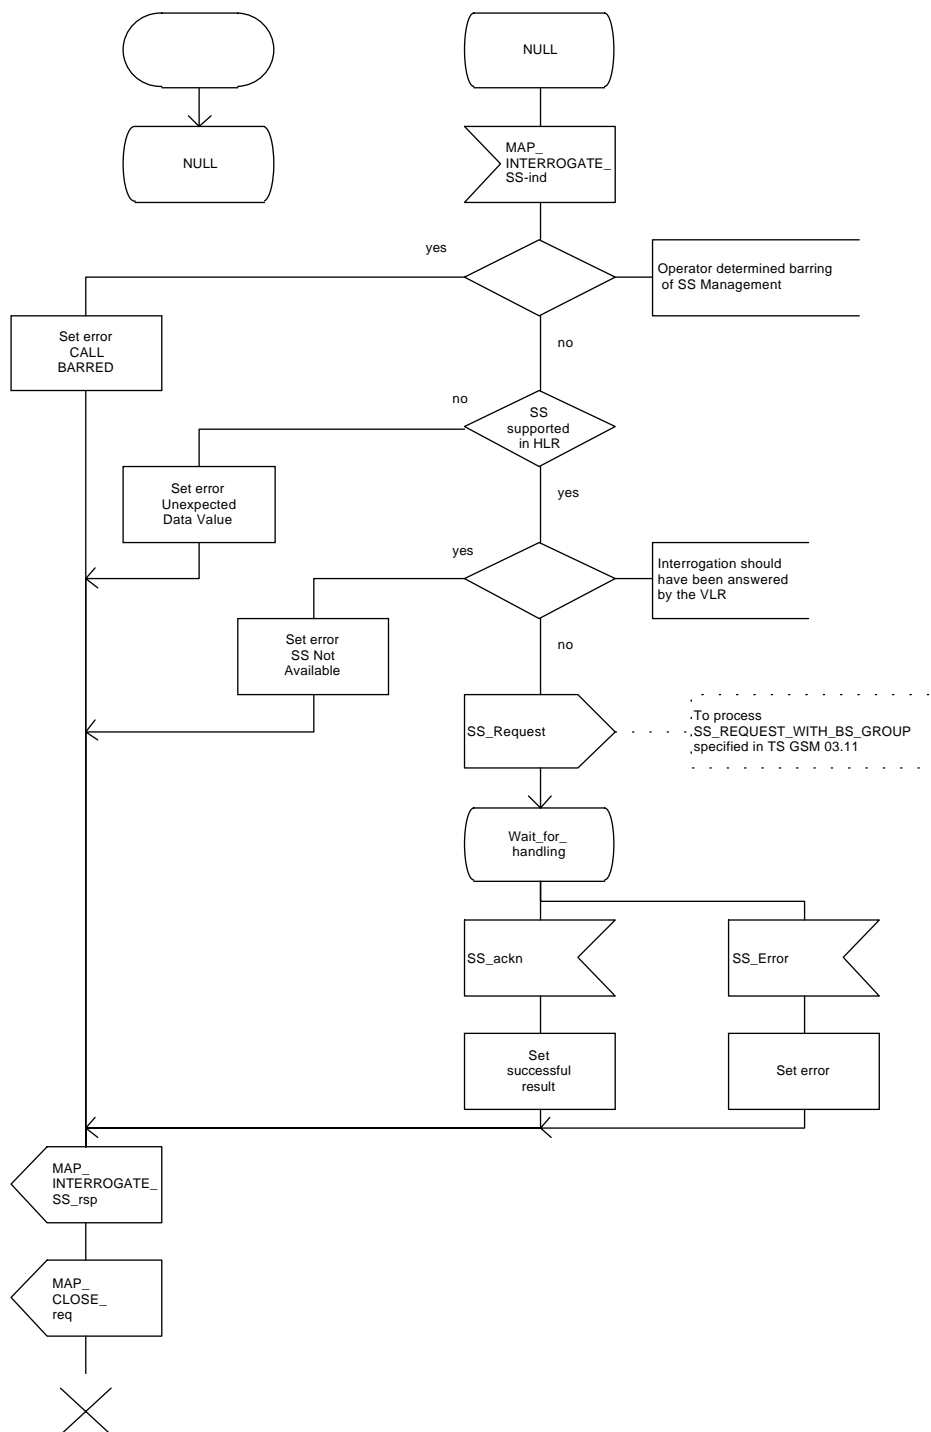 NULL
NULL
MAP_
INTERROGATE_
SS-ind
yes
Operator determined barring
of SS Management
Set error
CALL
BARRED
no
no
SS
supported
in HLR
Set error
Unexpected
Data Value
yes
yes
Interrogation should
have been answered
by the VLR
Set error
SS Not
Available
no
SS_Request
To process
SS_REQUEST_WITH_BS_GROUP
specified in TS GSM 03.11
Wait_for_
handling
SS_ackn
SS_Error
Set
successful
result
Set error
MAP_
INTERROGATE_
SS_rsp
MAP_
CLOSE_
req